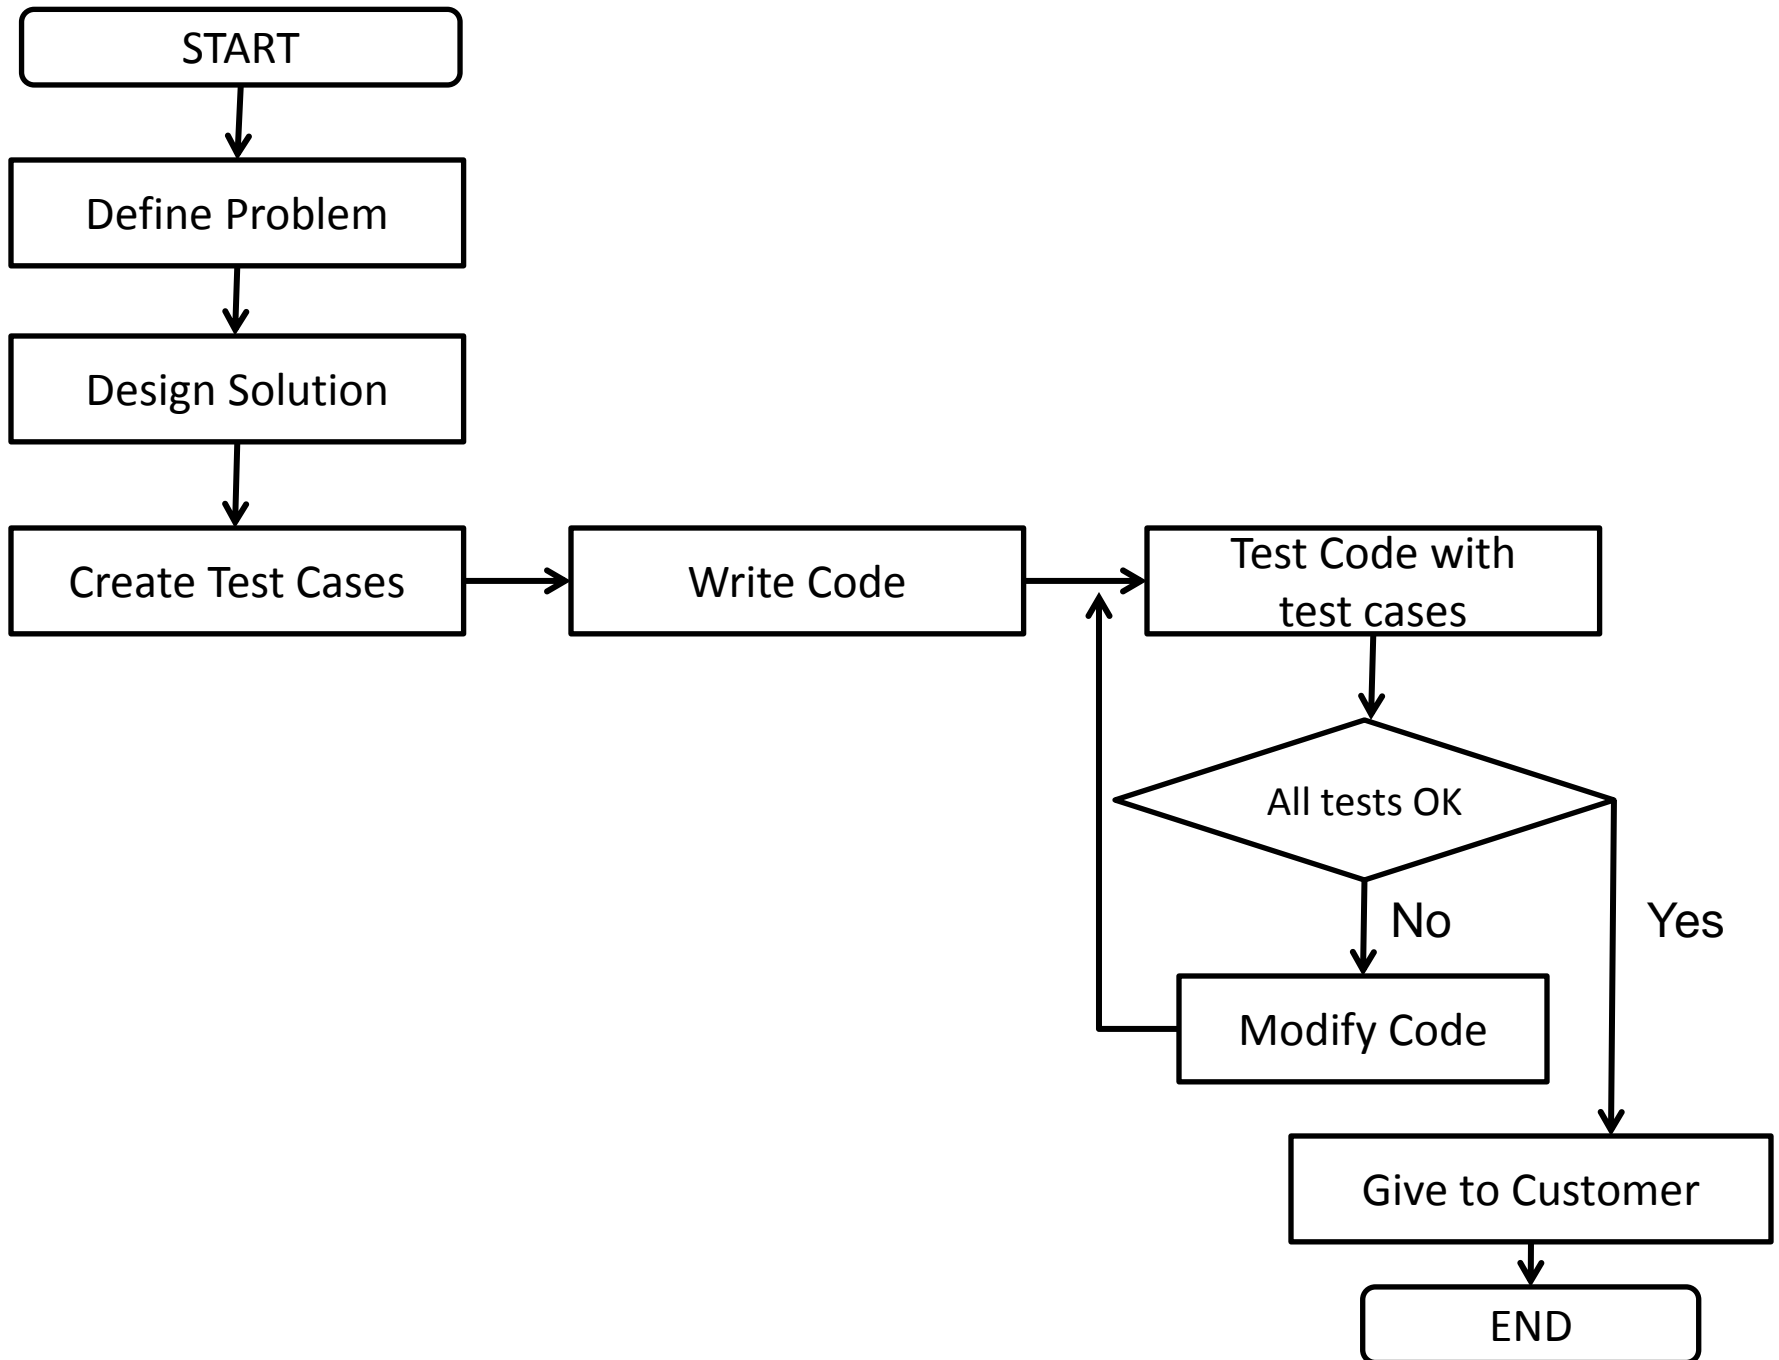 START
Define Problem
Design Solution
Create Test Cases
Write Code
Test Code with
test cases
All tests OK
No
Yes
Modify Code
Give to Customer
END